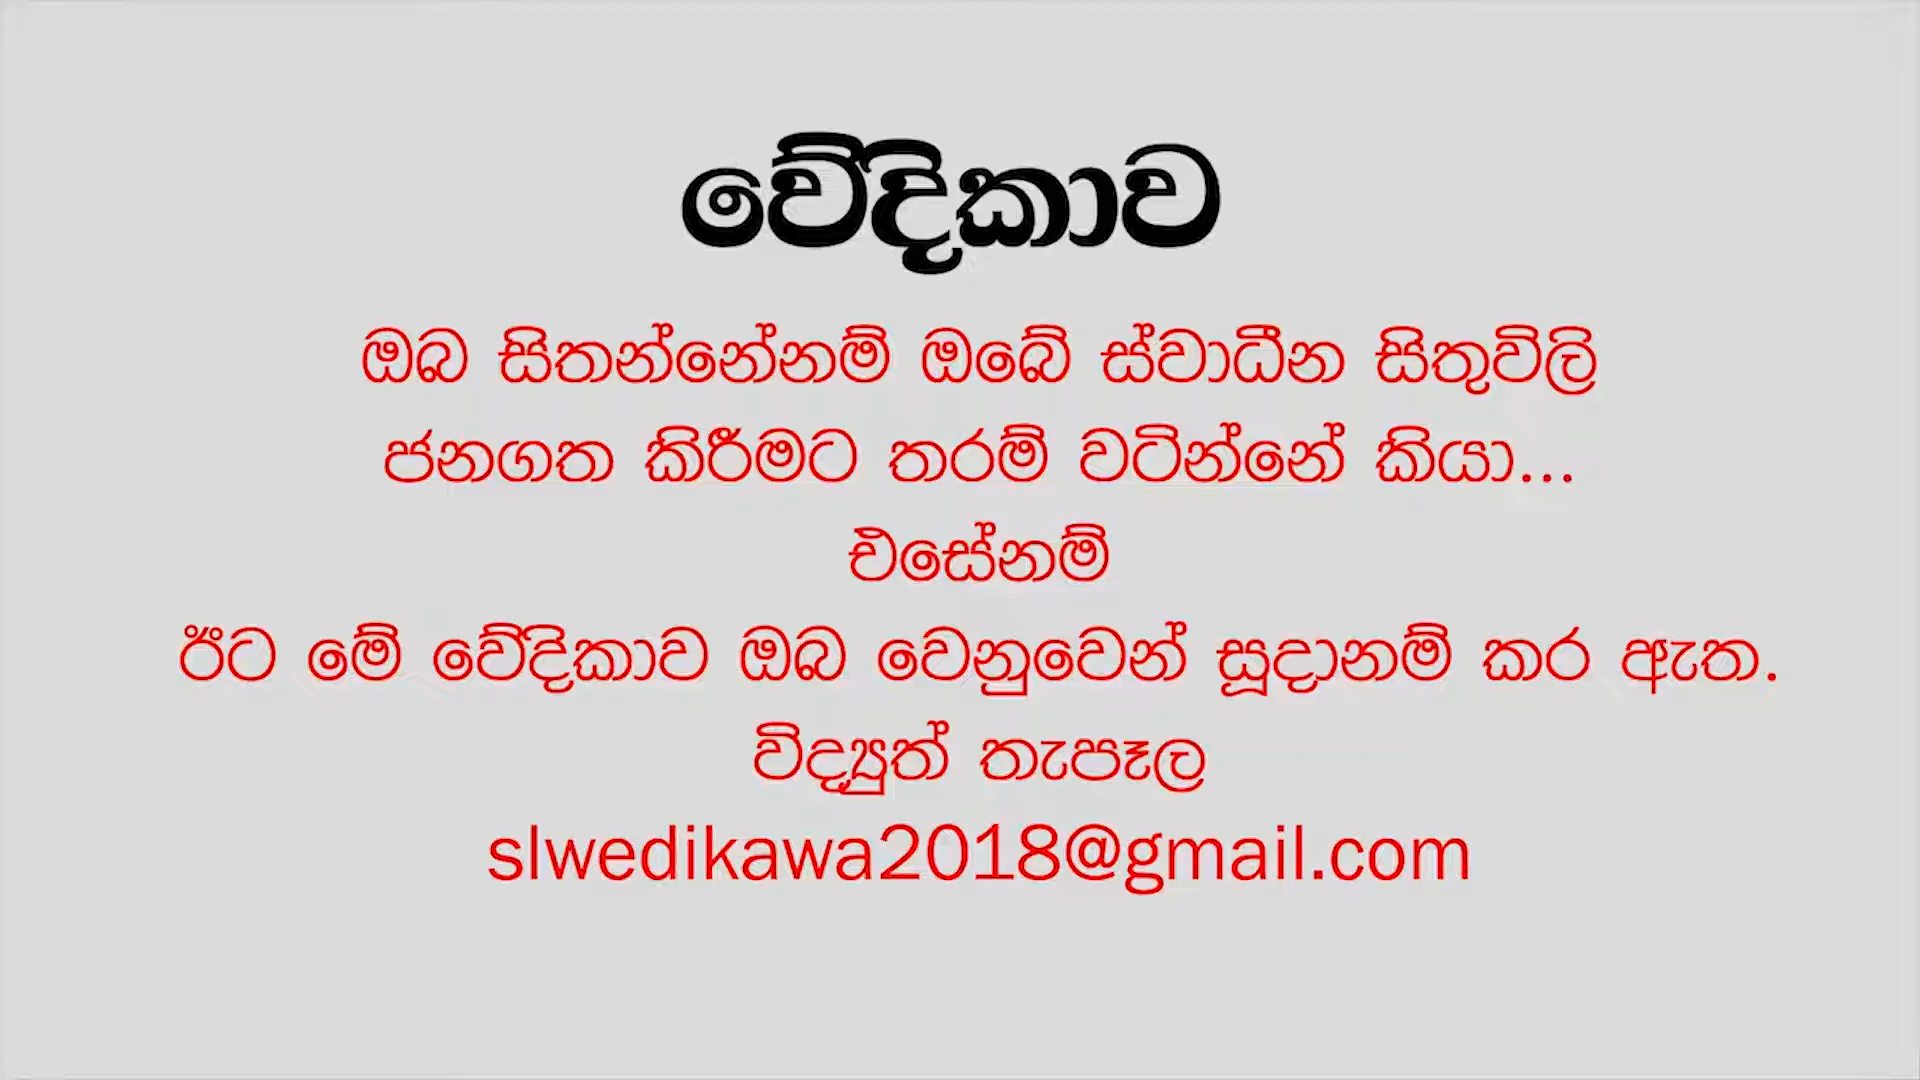 වේදිකාව
ඔබ සිතන්නේනම් ඔබේ ස්වාධීන සිතුවිලි
ජනගත කිරීමට තරම් වටින්නේ කියා...
එසේනම්
ඊට මේ වේදිකාව ඔබ වෙනුවෙන් සූදානම් කර ඇත.
විද්‍යුත් තැපෑල
slwedikawa2018@gmail.com